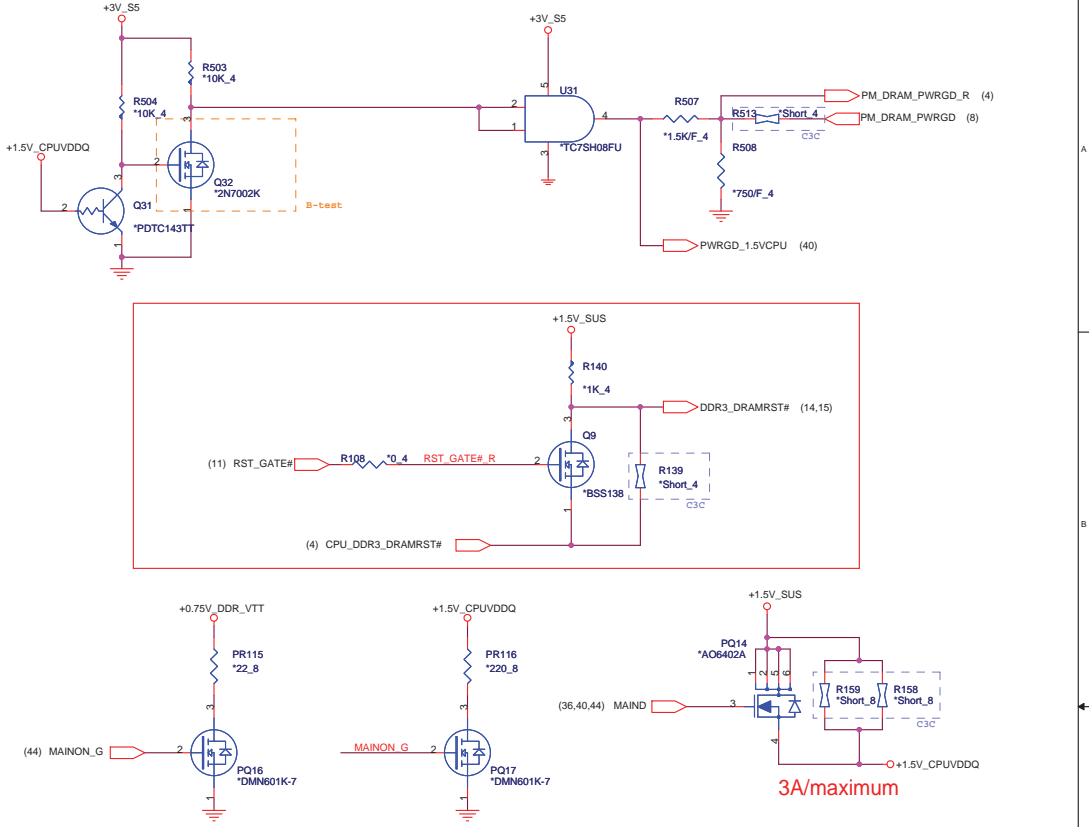 +3V_S5
R503
*10K_4
R504
*10K_4
+1.5V_CPUVDDQ
3
2
Q32
*2N7002K
1
3
2
Q31
*PDTC143TT
1
B-test
+3V_S5
5
U31
2
1
4
*TC7SH08FU
3
R507
*1.5K/F_4
PM_DRAM_PWRGD_R (4)
R513
*Short_4
PM_DRAM_PWRGD (8)
C3C
R508
*750/F_4
PWRGD_1.5VCPU (40)
A
+1.5V_SUS
R140
*1K_4
DDR3_DRAMRST# (14,15)
3
Q9
(11) RST_GATE#
R108
*0_4
RST_GATE#_R
2
*BSS138
1
R139
*Short_4
C3C
(4) CPU_DDR3_DRAMRST#
B
+0.75V_DDR_VTT
PR115
*22_8
3
(44) MAINON_G
2
PQ16
*DMN601K-7
1
+1.5V_CPUVDDQ
PR116
*220_8
3
MAINON_G
2
PQ17
*DMN601K-7
1
+1.5V_SUS
PQ14
*AO6402A
1
2
5
6
(36,40,44) MAIND
3
4
R159
*Short_8
R158
*Short_8
C3C
+1.5V_CPUVDDQ
3A/maximum